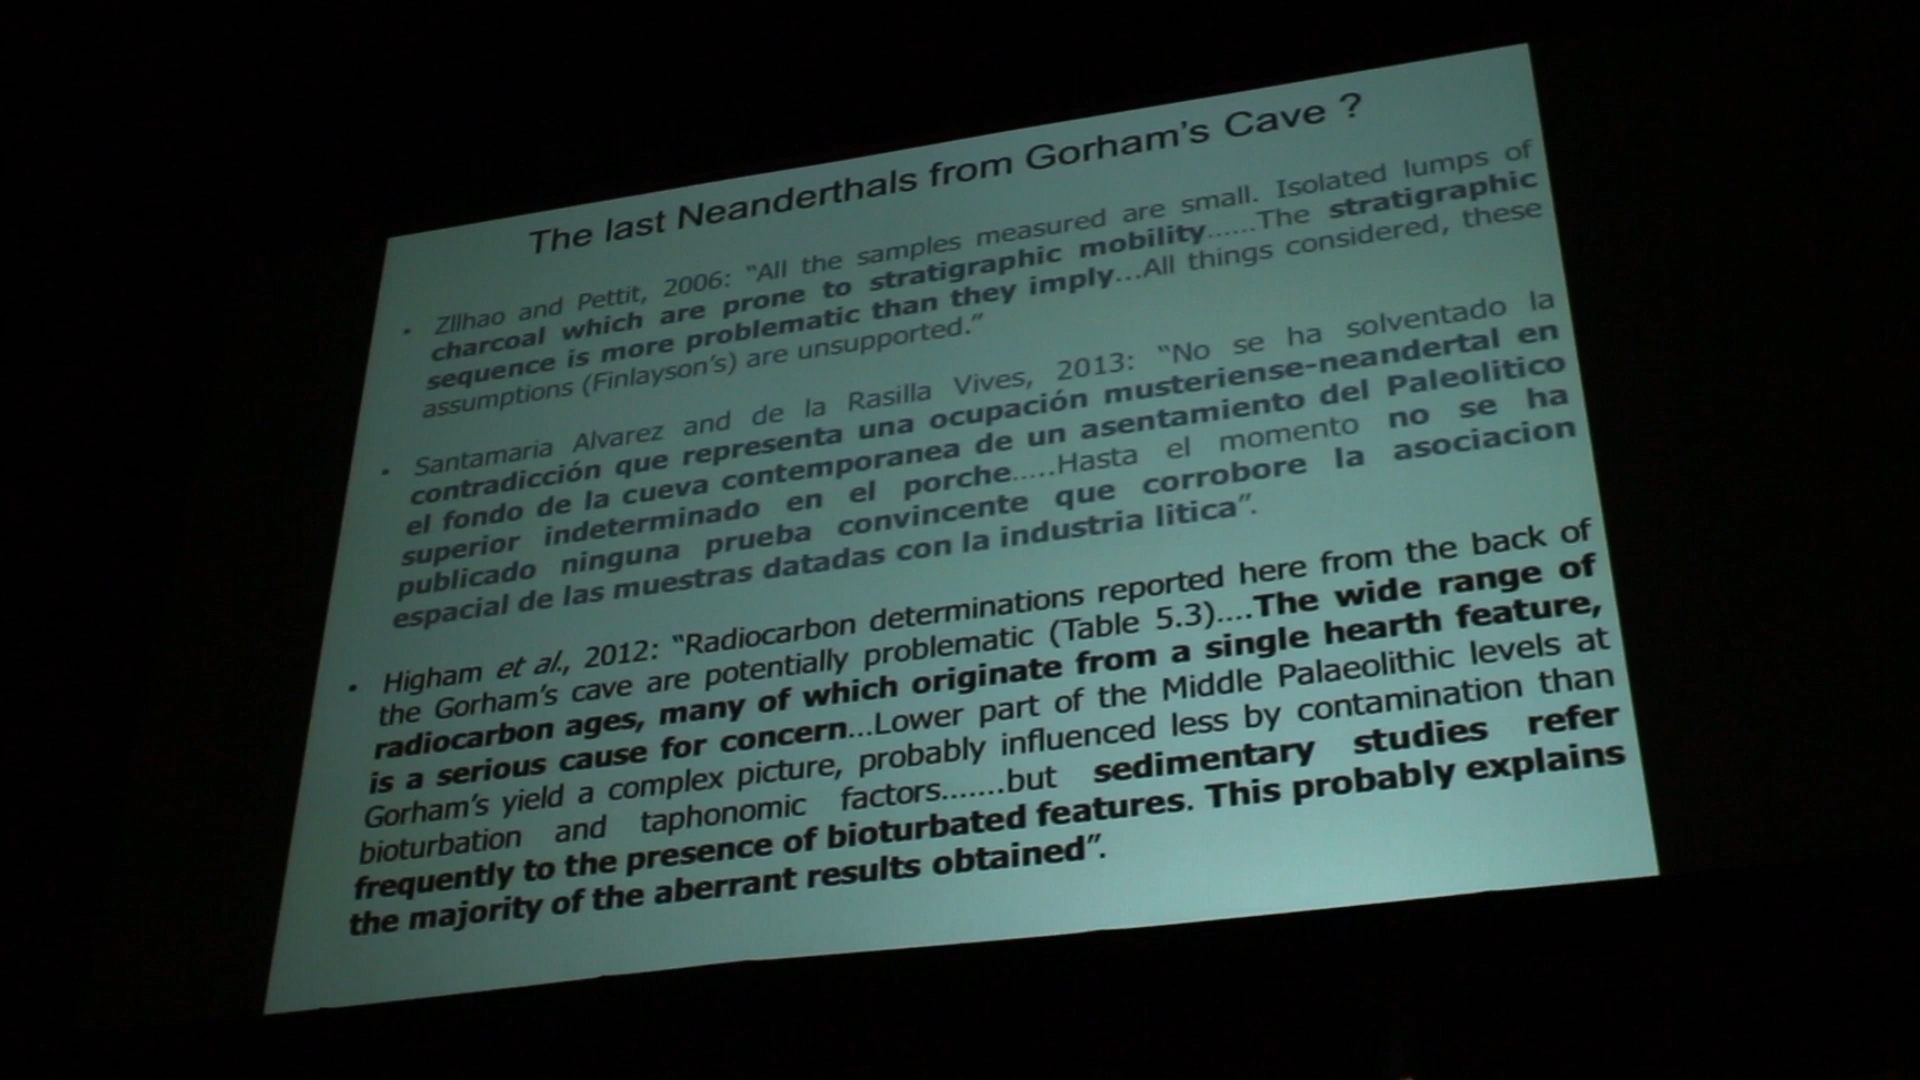 The last Neanderthals from Gorham's Cave ?
• Zilhao and Pettit, 2006: "All the samples measured are small. Isolated lumps of
charcoal which are prone to stratigraphic mobility......The stratigraphic
sequence is more problematic than they imply...All things considered, these
assumptions (Finlayson's) are unsupported."
• Santamaria Alvarez and de la Rasilla Vives, 2013: "No se ha solventado la
contradicción que representa una ocupación musteriense-neandertal en
el fondo de la cueva contemporanea de un asentamiento del Paleolitico
superior indeterminado en el porche.....Hasta el momento no se ha
publicado ninguna prueba convincente que corrobore la asociacion
espacial de las muestras datadas con la industria litica".
• Higham et al., 2012: "Radiocarbon determinations reported here from the back of
the Gorham's cave are potentially problematic (Table 5.3)....The wide range of
radiocarbon ages, many of which originate from a single hearth feature,
is a serious cause for concern...Lower part of the Middle Palaeolithic levels at
Gorham's yield a complex picture, probably influenced less by contamination than
bioturbation and taphonomic factors.......but sedimentary studies refer
frequently to the presence of bioturbated features. This probably explains
the majority of the aberrant results obtained".